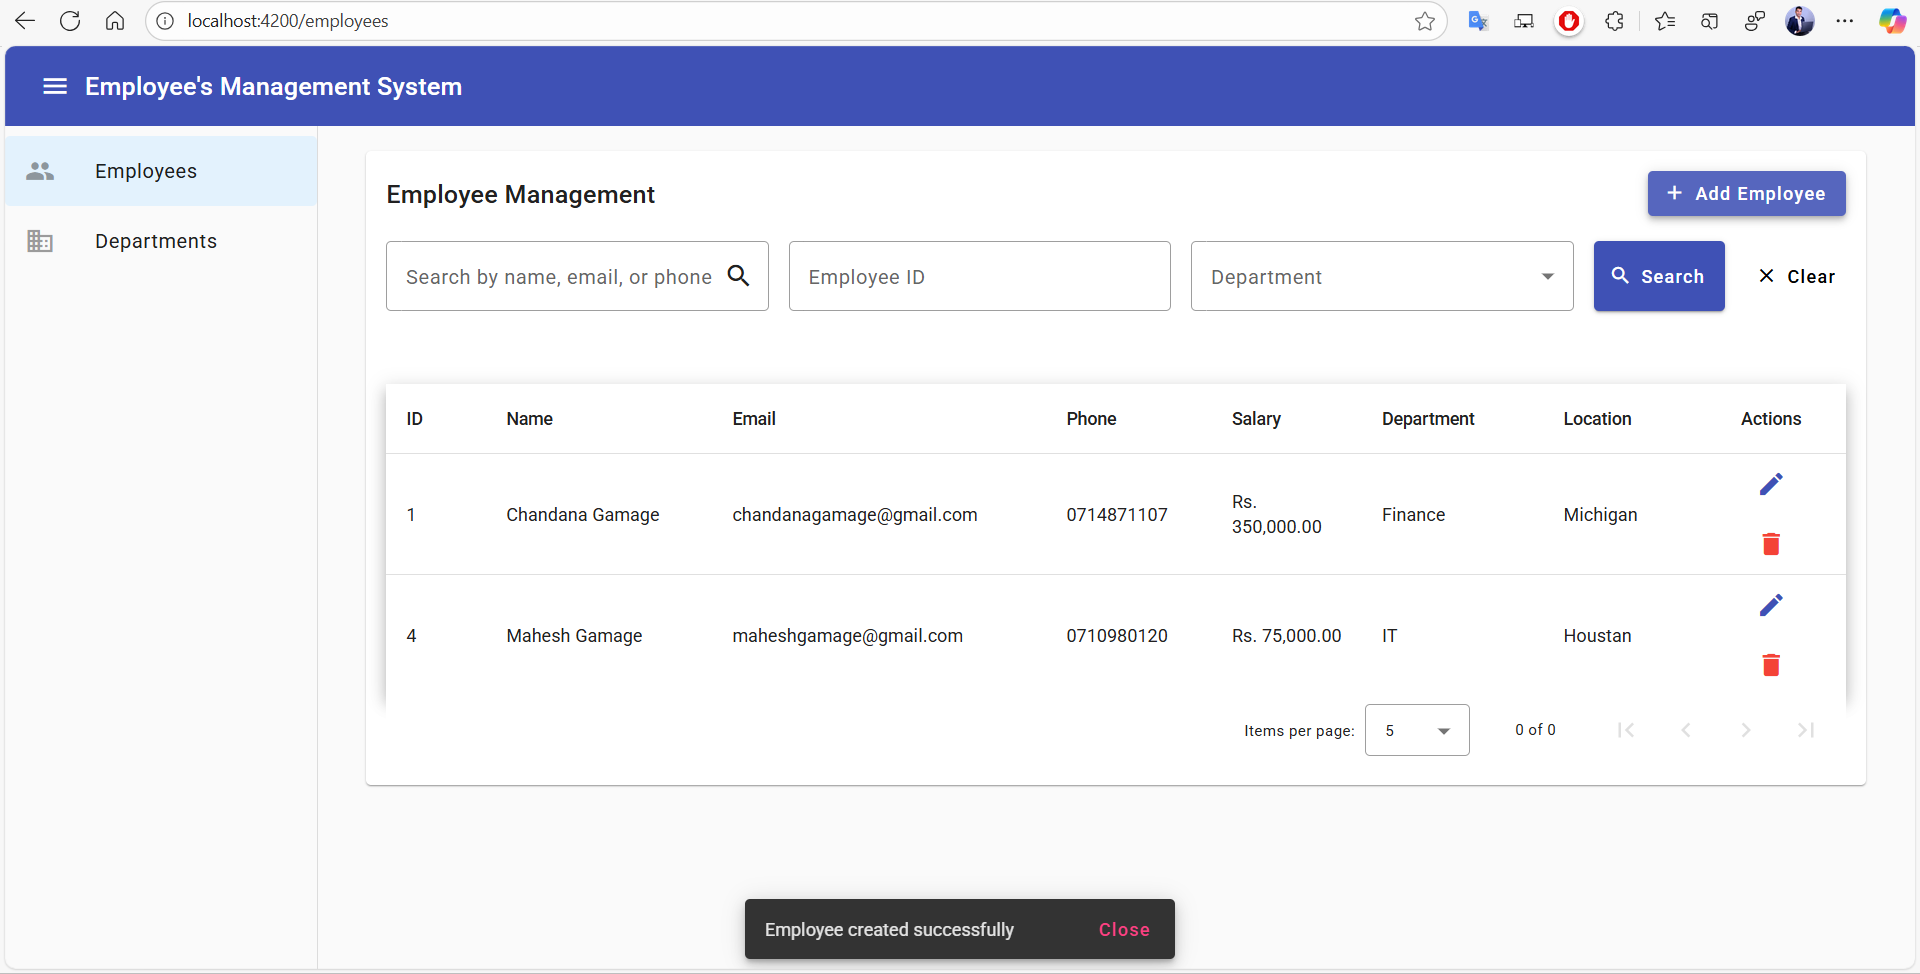 localhost:4200/employees
Employee's Management System
Employees
Departments
Employee Management
+ Add Employee
Search by name, email, or phone
Employee ID
Department
Search
Clear
ID Name Email Phone Salary Department Location Actions
1 Chandana Gamage chandanagamage@gmail.com 0714871107 Rs. 350,000.00 Finance Michigan
4 Mahesh Gamage maheshgamage@gmail.com 0710980120 Rs. 75,000.00 IT Houstan
Items per page: 5 0 of 0
Employee created successfully Close